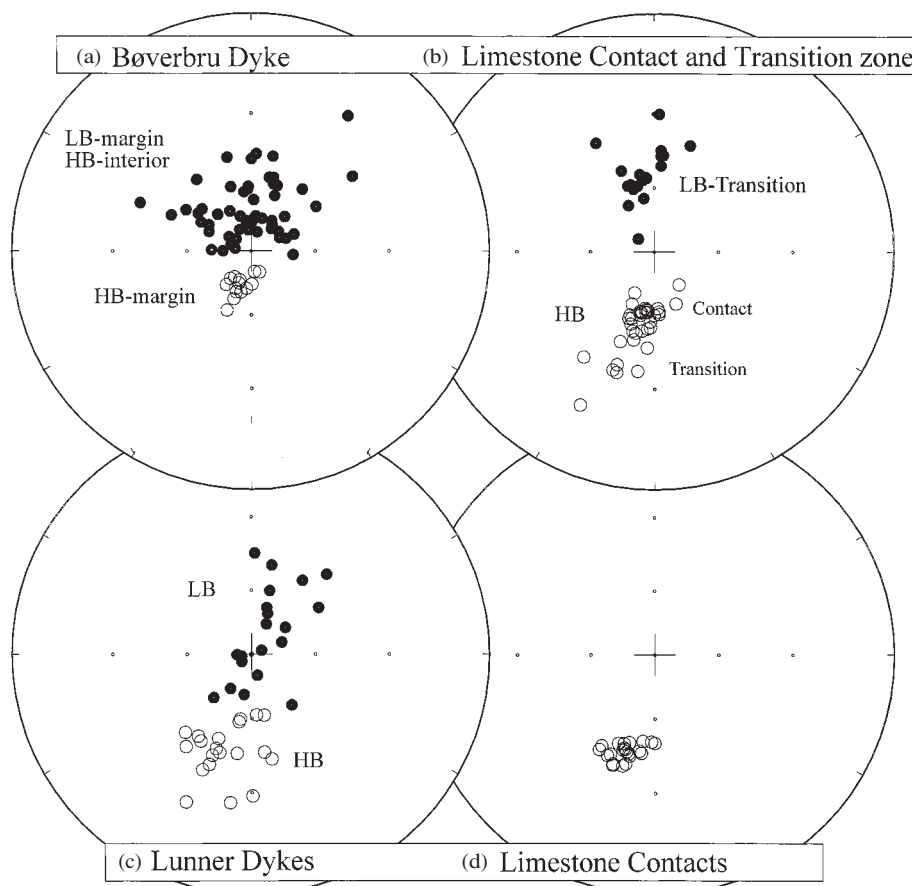 (a) Bøverbru Dyke
(b) Limestone Contact and Transition zone
LB-margin
HB-interior
HB-margin
LB-Transition
HB
Contact
Transition
LB
HB
(c) Lunner Dykes
(d) Limestone Contacts